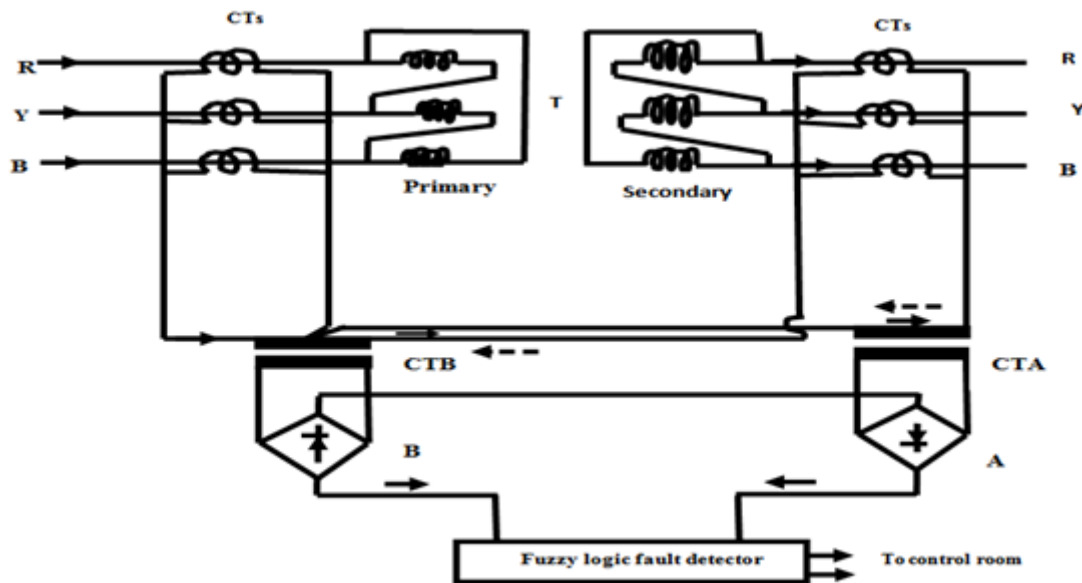 CTs
CTs
R
R
Y
T
Y
B
B
Primary
Secondary
CTB
CTA
B
A
Fuzzy logic fault detector
To control room